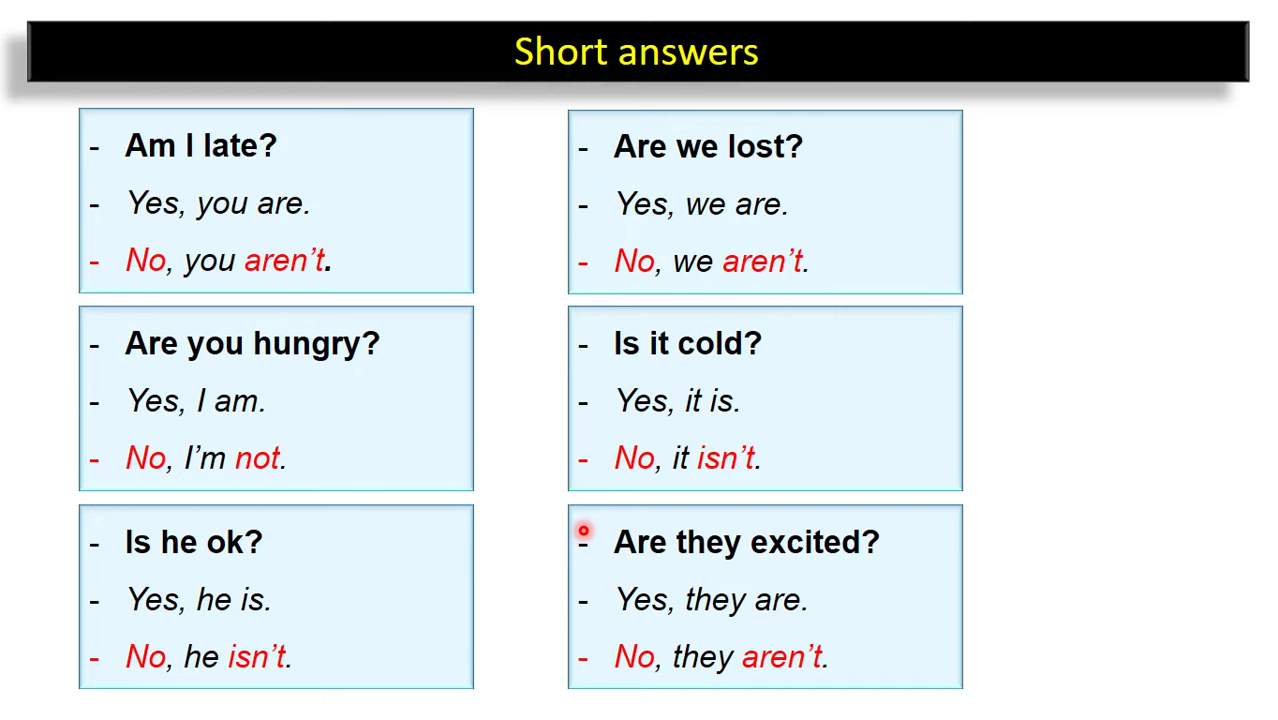 Short answers
- Am I late?
- Yes, you are.
- No, you aren’t.
- Are you hungry?
- Yes, I am.
- No, I’m not.
- Is he ok?
- Yes, he is.
- No, he isn’t.
- Are we lost?
- Yes, we are.
- No, we aren’t.
- Is it cold?
- Yes, it is.
- No, it isn’t.
- Are they excited?
- Yes, they are.
- No, they aren’t.